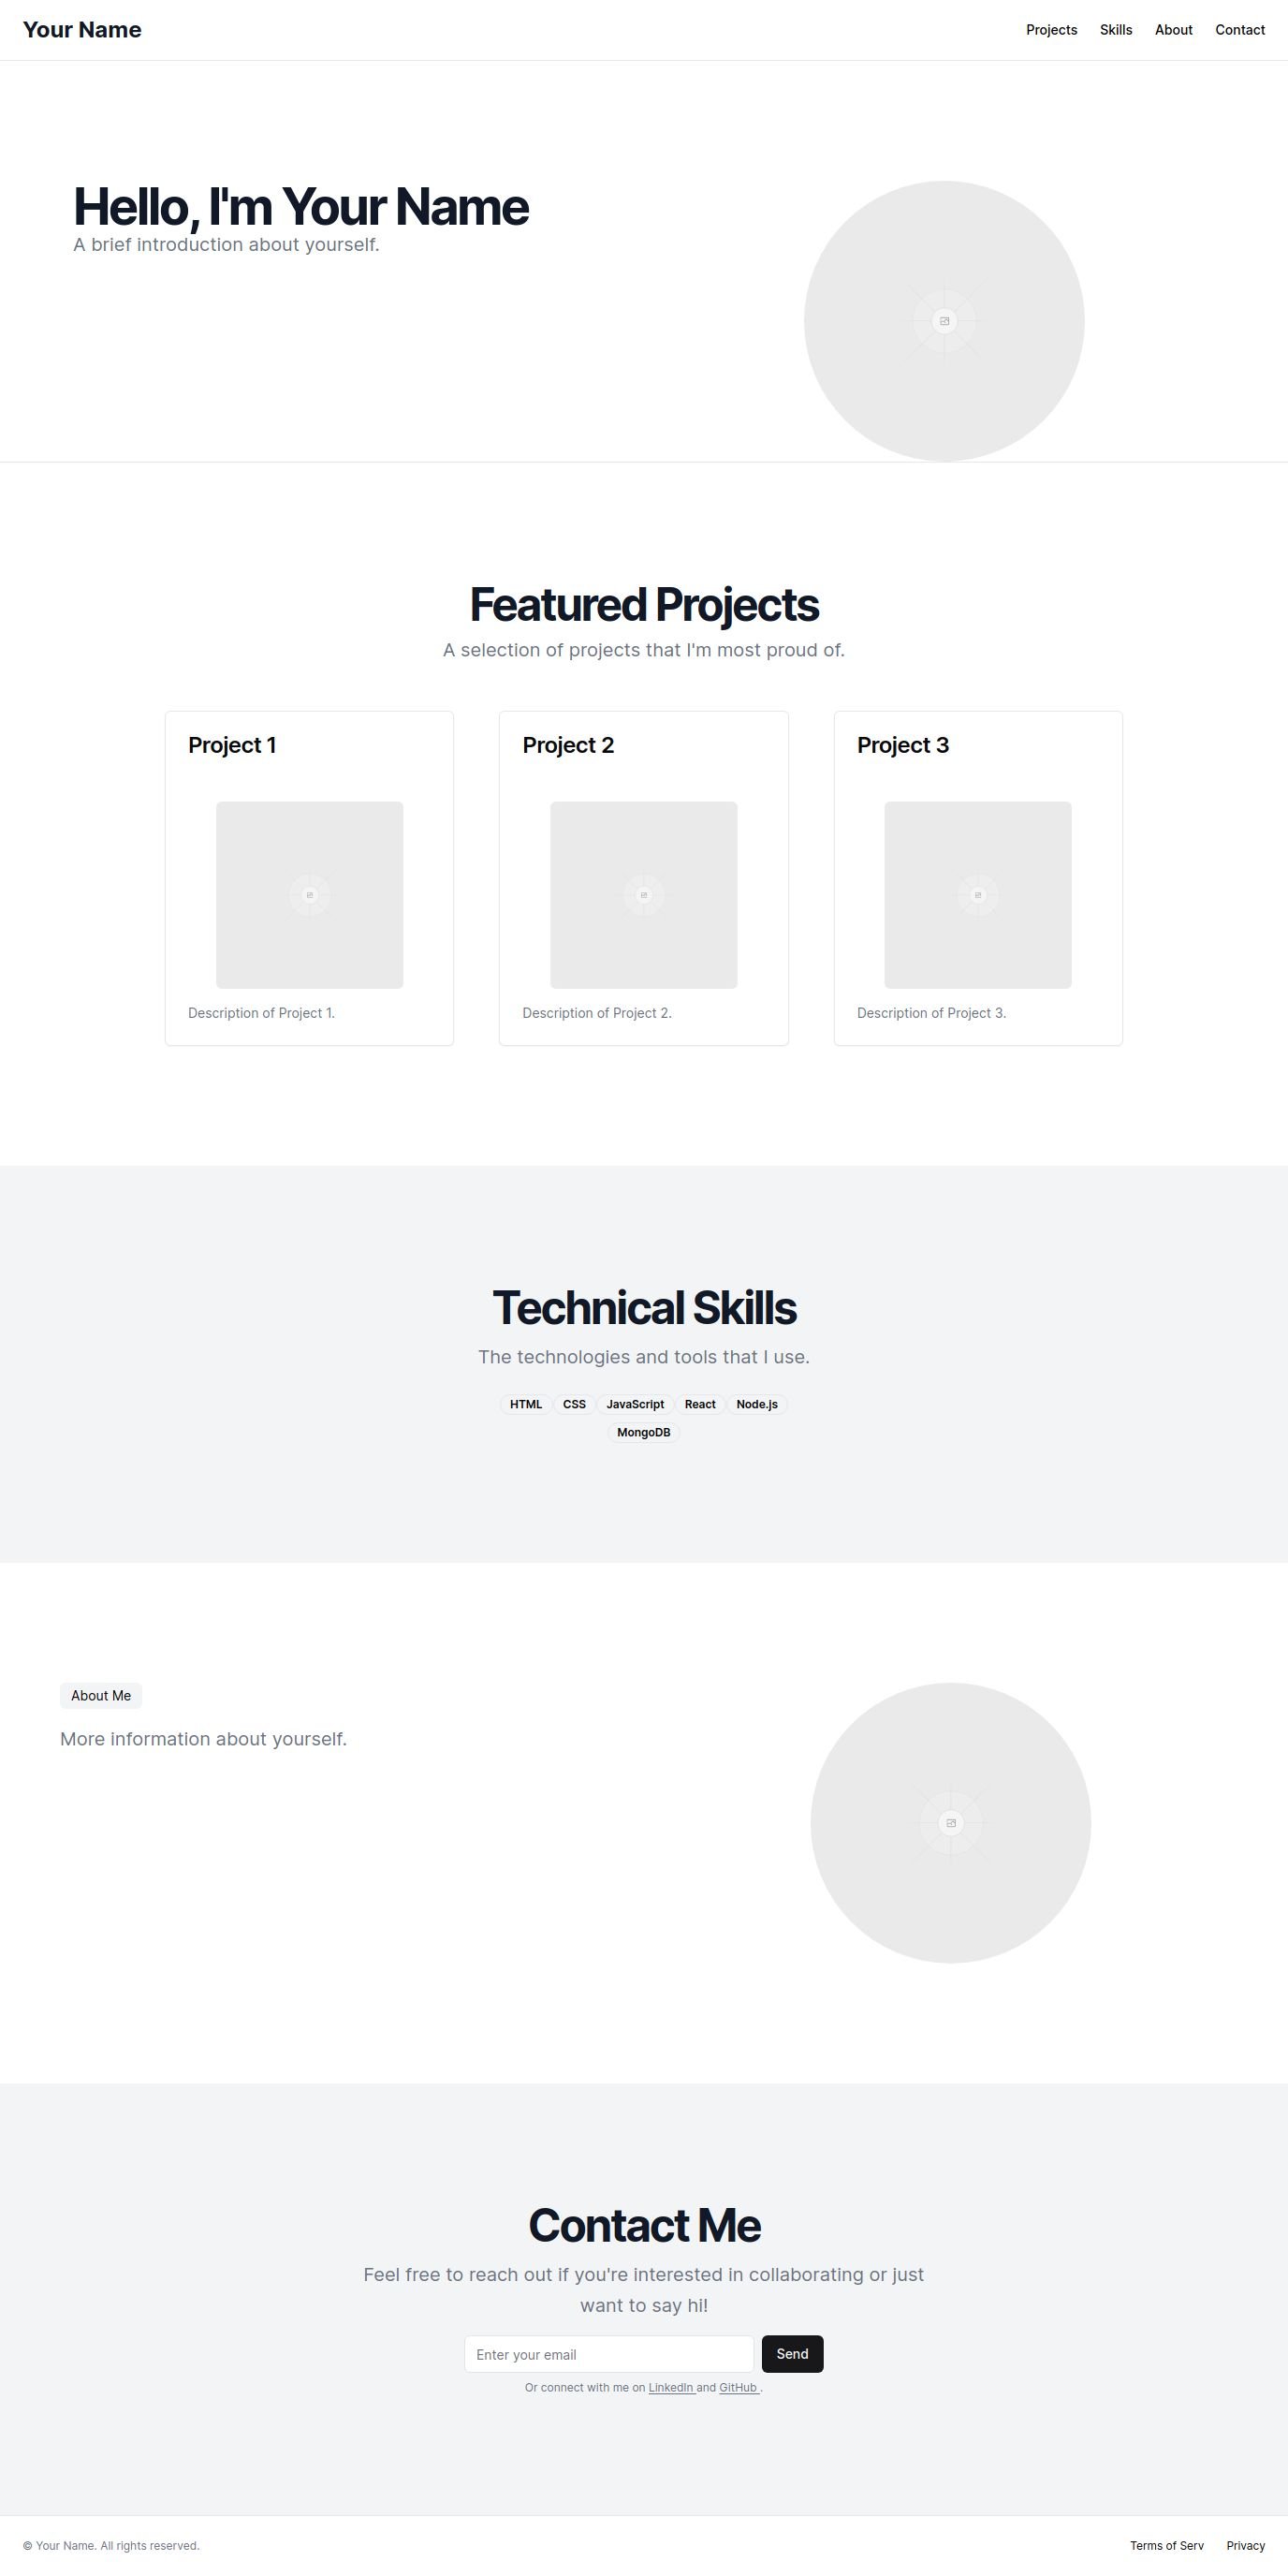 Your Name
Projects Skills About Contact
Hello, I'm Your Name
A brief introduction about yourself.
Featured Projects
A selection of projects that I'm most proud of.
Project 1
Description of Project 1.
Project 2
Description of Project 2.
Project 3
Description of Project 3.
Technical Skills
The technologies and tools that I use.
HTML CSS JavaScript React Node.js
MongoDB
About Me
More information about yourself.
Contact Me
Feel free to reach out if you're interested in collaborating or just
want to say hi!
Enter your email Send
Or connect with me on LinkedIn and GitHub .
© Your Name. All rights reserved.
Terms of Serv Privacy